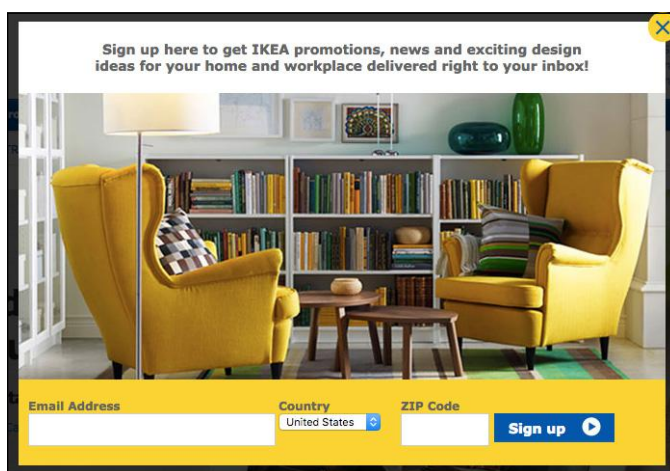 Sign up here to get IKEA promotions, news and exciting design
ideas for your home and workplace delivered right to your inbox!
Email Address
Country
ZIP Code
United States
Sign up